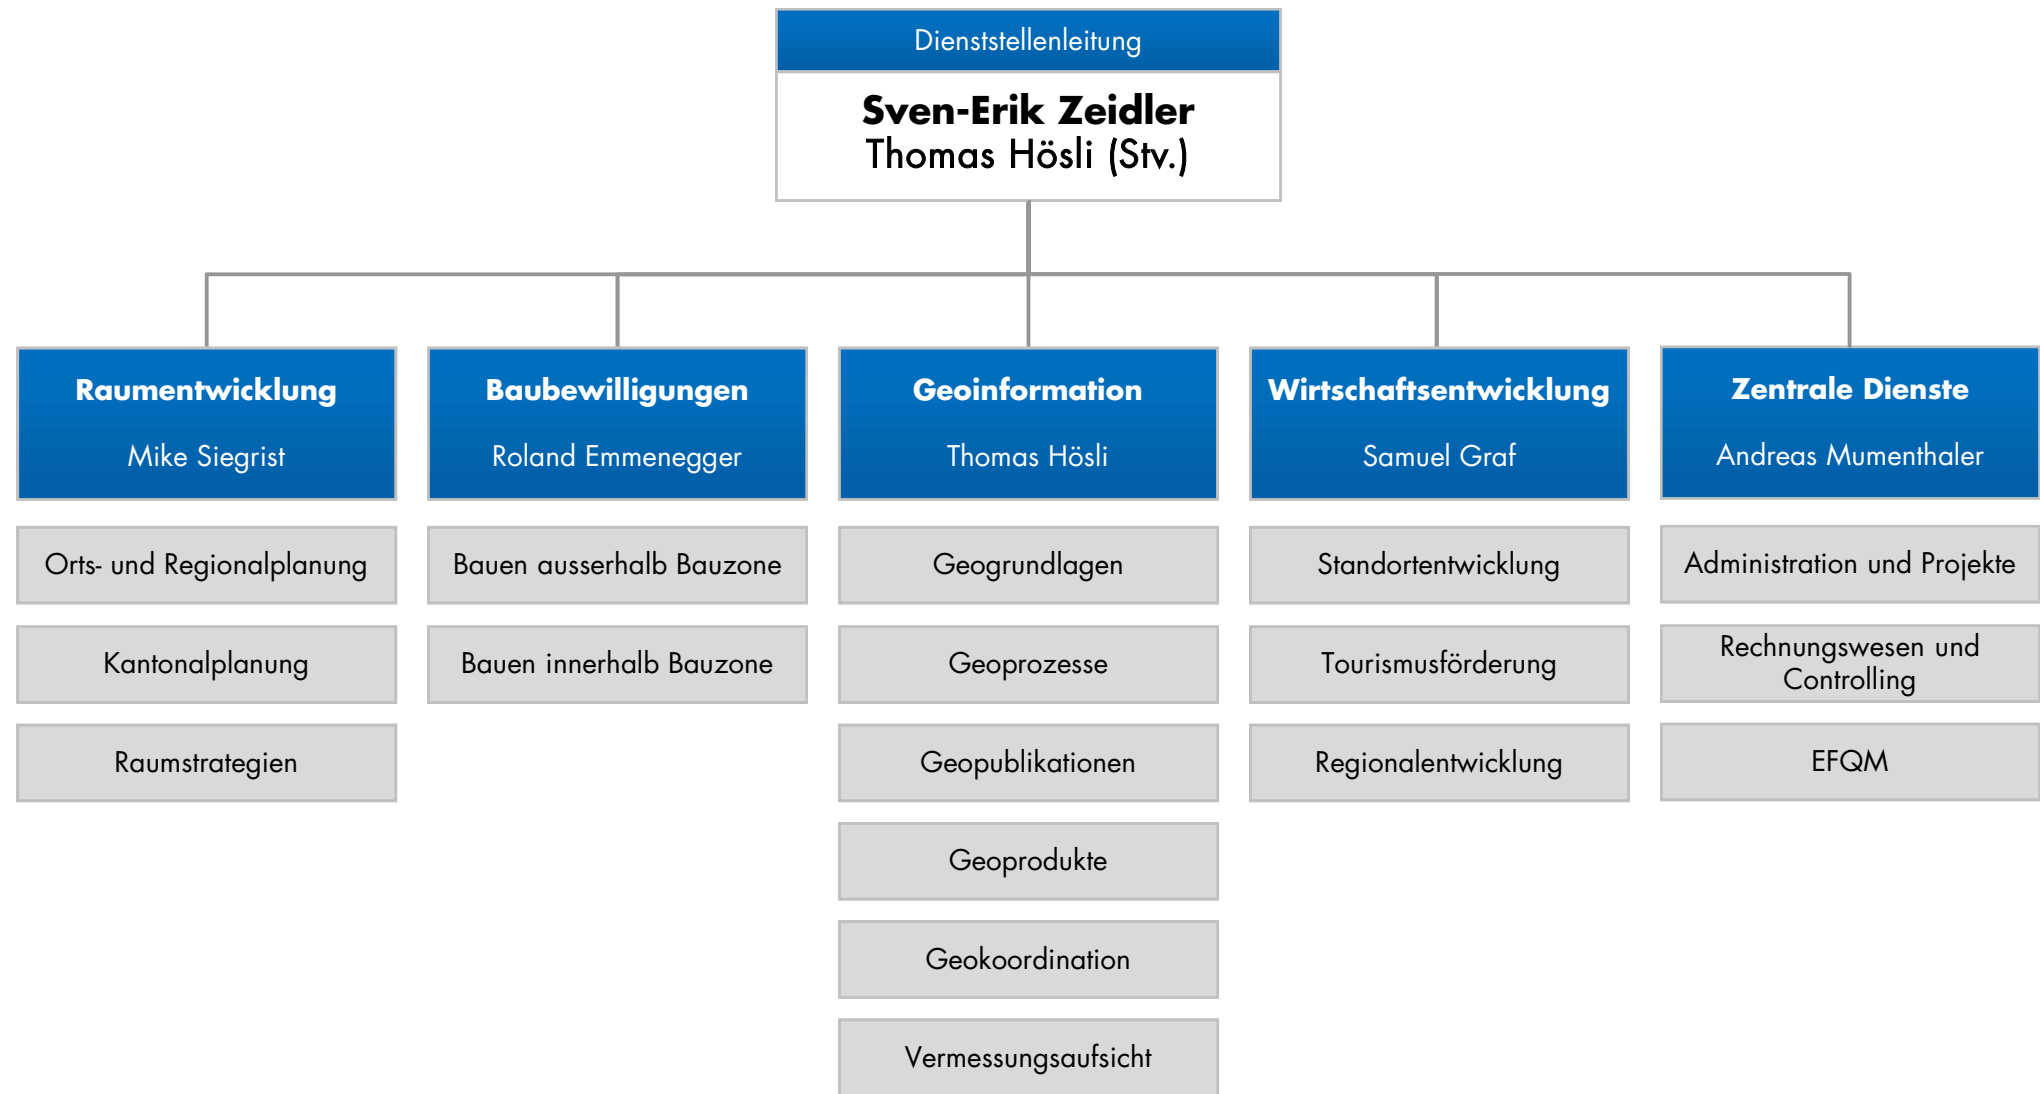 Dienststellenleitung
Sven-Erik Zeidler
Thomas Hösli (Stv.)
Raumentwicklung
Mike Siegrist
Orts- und Regionalplanung
Kantonalplanung
Raumstrategien
Baubewilligungen
Roland Emmenegger
Bauen ausserhalb Bauzone
Bauen innerhalb Bauzone
Geoinformation
Thomas Hösli
Geogrundlagen
Geoprozesse
Geopublikationen
Geoprodukte
Geokoordination
Vermessungsaufsicht
Wirtschaftsentwicklung
Samuel Graf
Standortentwicklung
Tourismusförderung
Regionalentwicklung
Zentrale Dienste
Andreas Mumenthaler
Administration und Projekte
Rechnungswesen und
Controlling
EFQM